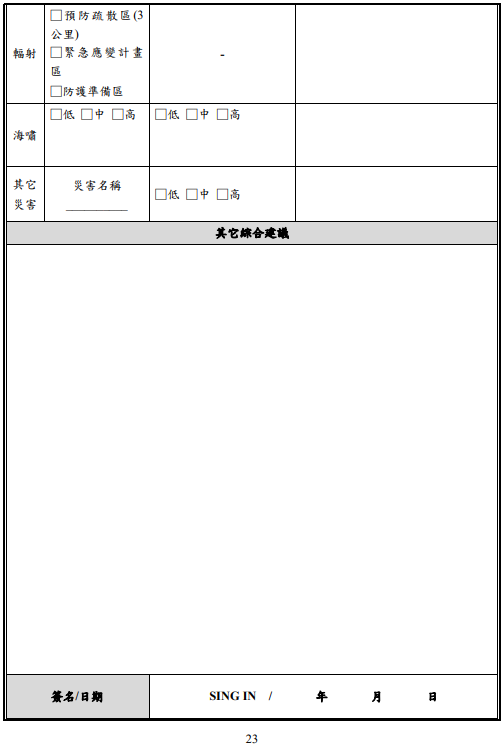 輻射
□預防疏散區(3
公里)
□緊急應變計畫
區
□防護準備區
-
海嘯
□低 □中 □高
□低 □中 □高
其它
災害
災害名稱
__________
□低 □中 □高
其它綜合建議
簽名/日期
SING IN / 年 月 日
23